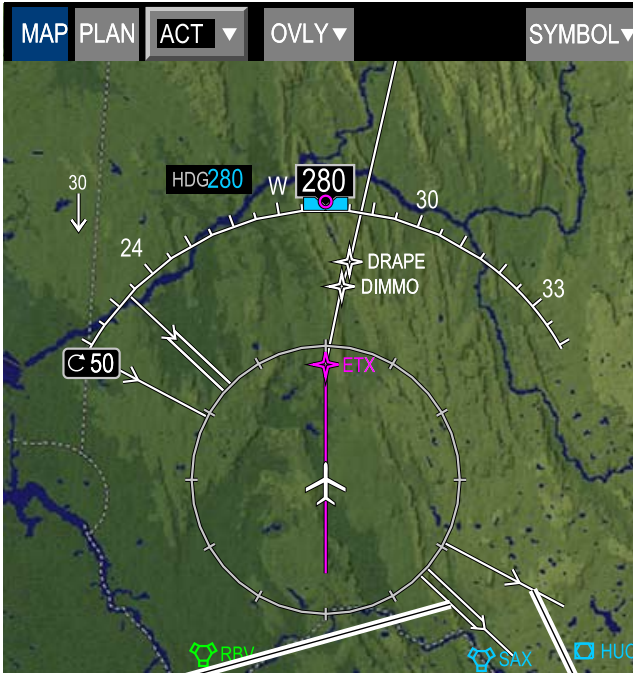 MAP PLAN ACT OVLY SYMBOL
HDG280
W 280
30
30
24
33
DRAPE
DIMMO
50
ETX
RBV
SAX
HUO